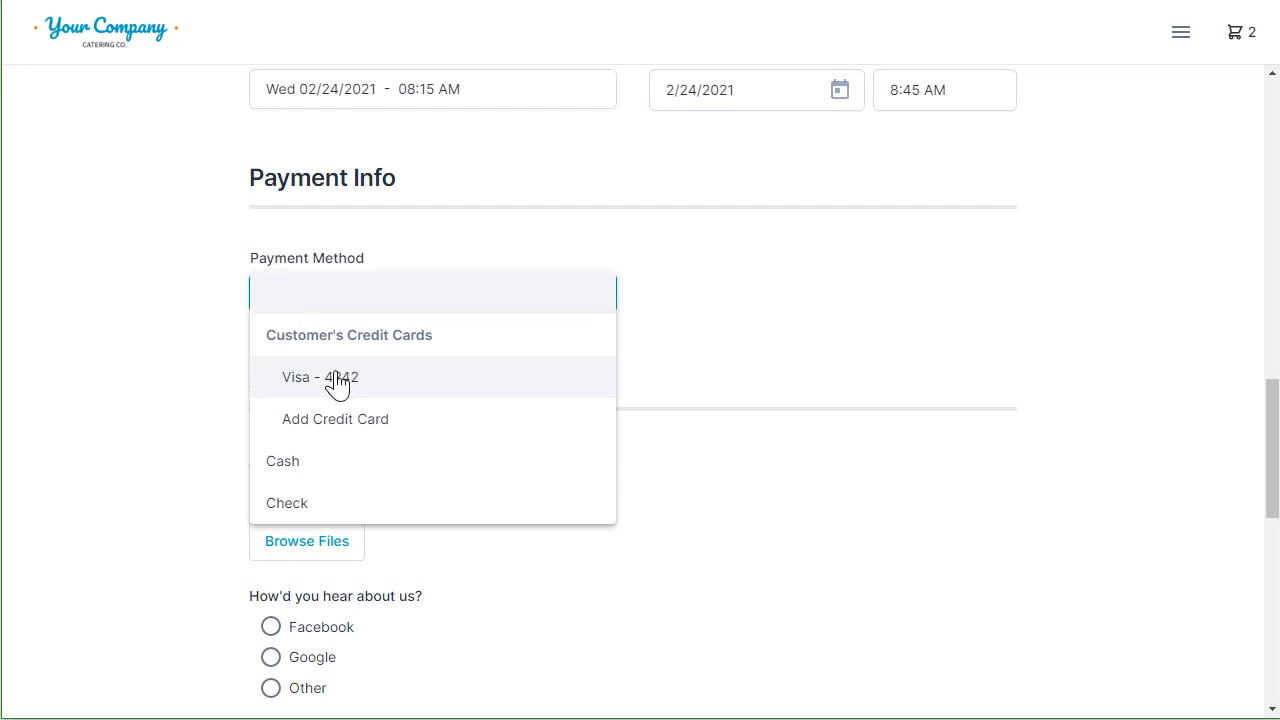 Your Company
CATERING CO.
2
Wed 02/24/2021 - 08:15 AM
2/24/2021
8:45 AM
Payment Info
Payment Method
Customer's Credit Cards
Visa - 4242
Add Credit Card
Cash
Check
Browse Files
How'd you hear about us?
Facebook
Google
Other